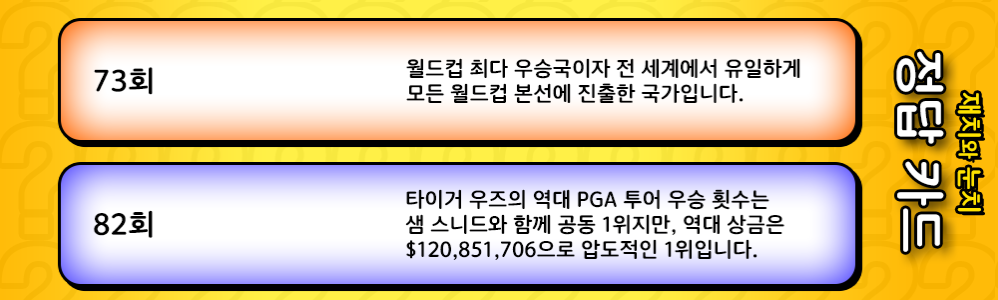 73회
월드컵 최다 우승국이자 전 세계에서 유일하게
모든 월드컵 본선에 진출한 국가입니다.
82회
타이거 우즈의 역대 PGA 투어 우승 횟수는
샘 스니드와 함께 공동 1위지만, 역대 상금은
$120,851,706으로 압도적인 1위입니다.
재치와 눈치
정답 카드